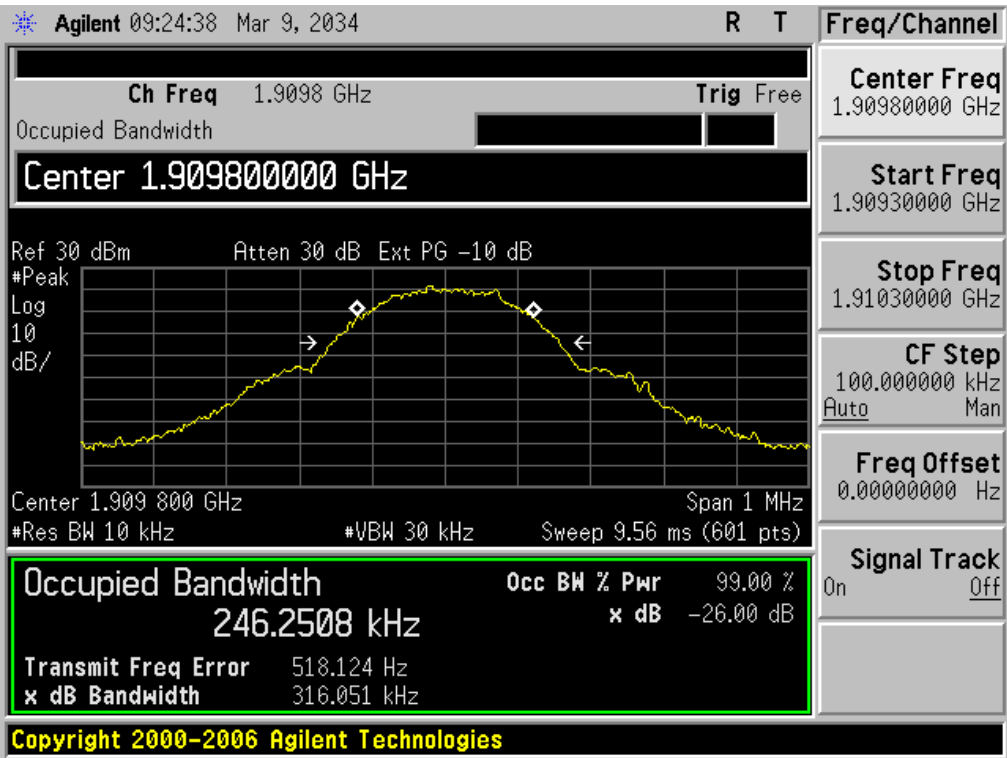 Agilent 09:24:38 Mar 9, 2034 R T
Ch Freq 1.9098 GHz Trig Free
Occupied Bandwidth
Center 1.909800000 GHz
Ref 30 dBm Atten 30 dB Ext PG -10 dB
#Peak
Log
10
dB/
Center 1.909 800 GHz Span 1 MHz
#Res BW 10 kHz #VBW 30 kHz Sweep 9.56 ms (601 pts)
Occupied Bandwidth Occ BW % Pwr 99.00 %
246.2508 kHz x dB -26.00 dB
Transmit Freq Error 518.124 Hz
x dB Bandwidth 316.051 kHz
Copyright 2000-2006 Agilent Technologies
Freq/Channel
Center Freq
1.90980000 GHz
Start Freq
1.90930000 GHz
Stop Freq
1.91030000 GHz
CF Step
100.000000 kHz
Auto Man
Freq Offset
0.00000000 Hz
Signal Track
On Off